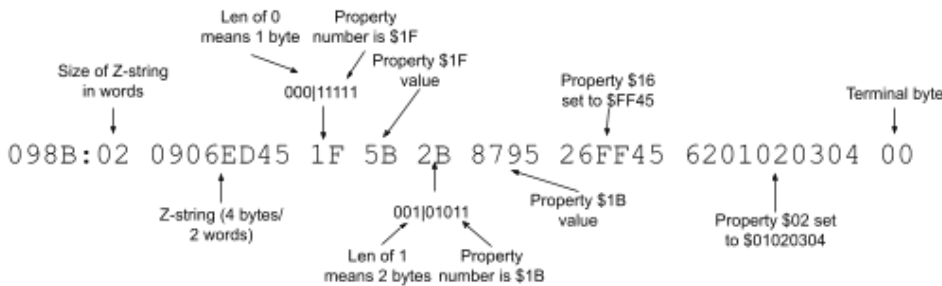 Len of 0
means 1 byte
Property
number is $1F
Property $1F
value
Size of Z-string
in words
000|11111
Property $16
set to $FF45
Terminal byte
098B:02 0906ED45 1F 5B 2B 8795 26FF45 6201020304 00
Z-string (4 bytes/
2 words)
001|01011
Property $1B
value
Property $02 set
to $01020304
Len of 1
means 2 bytes
Property
number is $1B